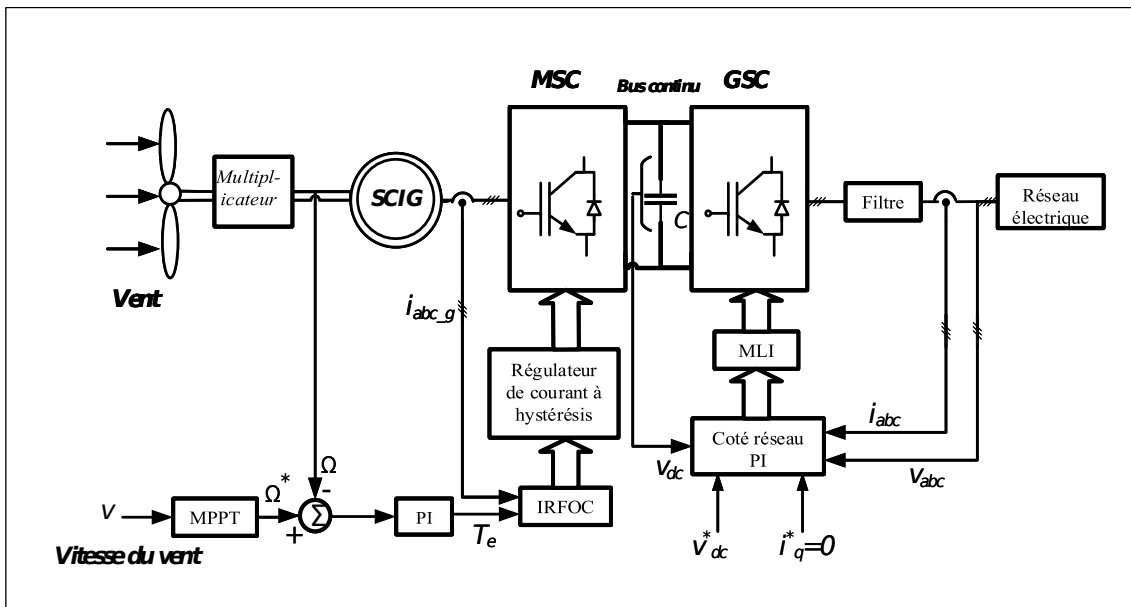 MSC
Bus continu
GSC
Multipl-
icateur
SCIG
C
Filtre
Réseau
électrique
Vent
i_abc_g
Régulateur
de courant à
hystérésis
MLI
i_abc
Coté réseau
PI
v_dc
v_abc
Ω
Ω*
-
V
MPPT
Σ
+
PI
T_e
IRFOC
Vitesse du vent
v*_dc
i*_q=0